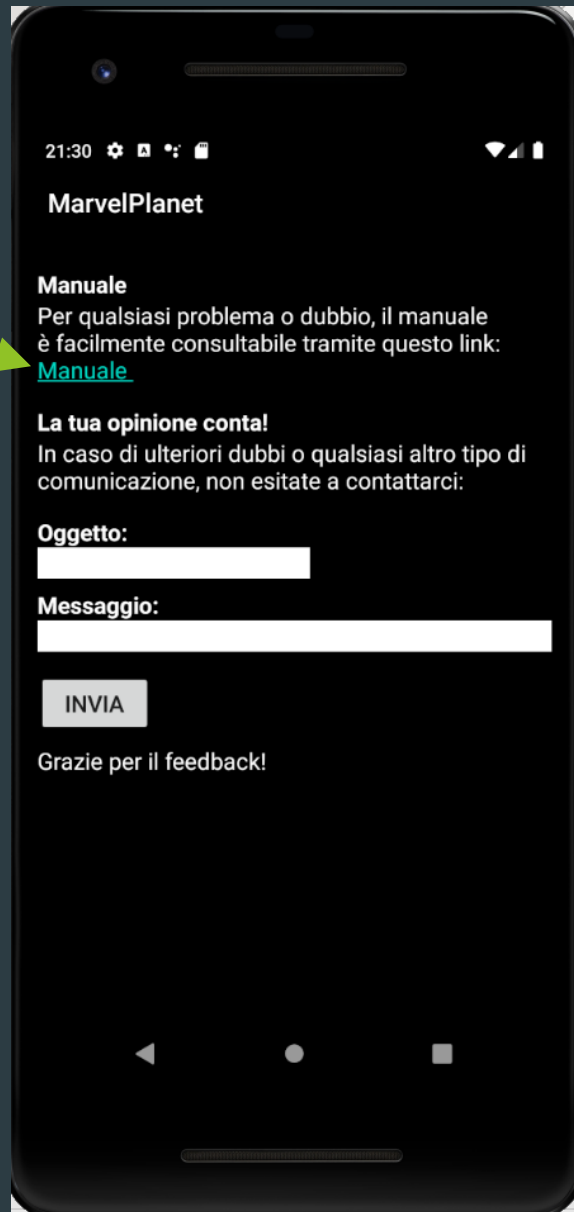 21:30
MarvelPlanet
Manuale
Per qualsiasi problema o dubbio, il manuale
è facilmente consultabile tramite questo link:
Manuale
La tua opinione conta!
In caso di ulteriori dubbi o qualsiasi altro tipo di
comunicazione, non esitate a contattarci:
Oggetto:
Messaggio:
INVIA
Grazie per il feedback!